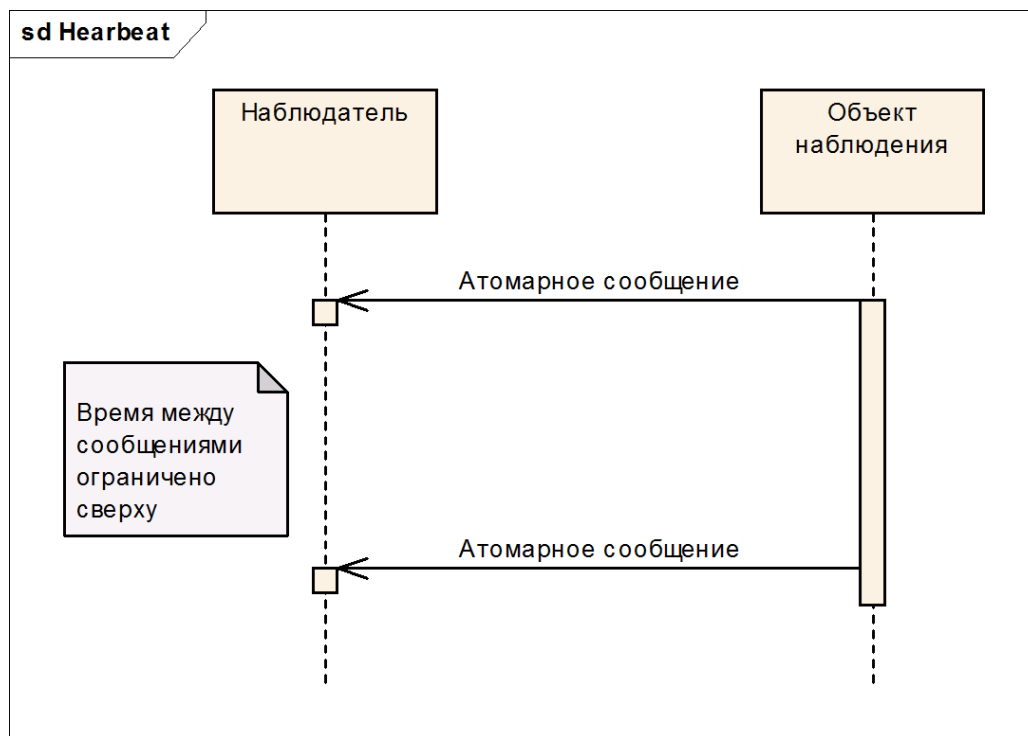 sd Hearbeat
Наблюдатель
Объект
наблюдения
Атомарное сообщение
Время между
сообщениями
ограничено
сверху
Атомарное сообщение